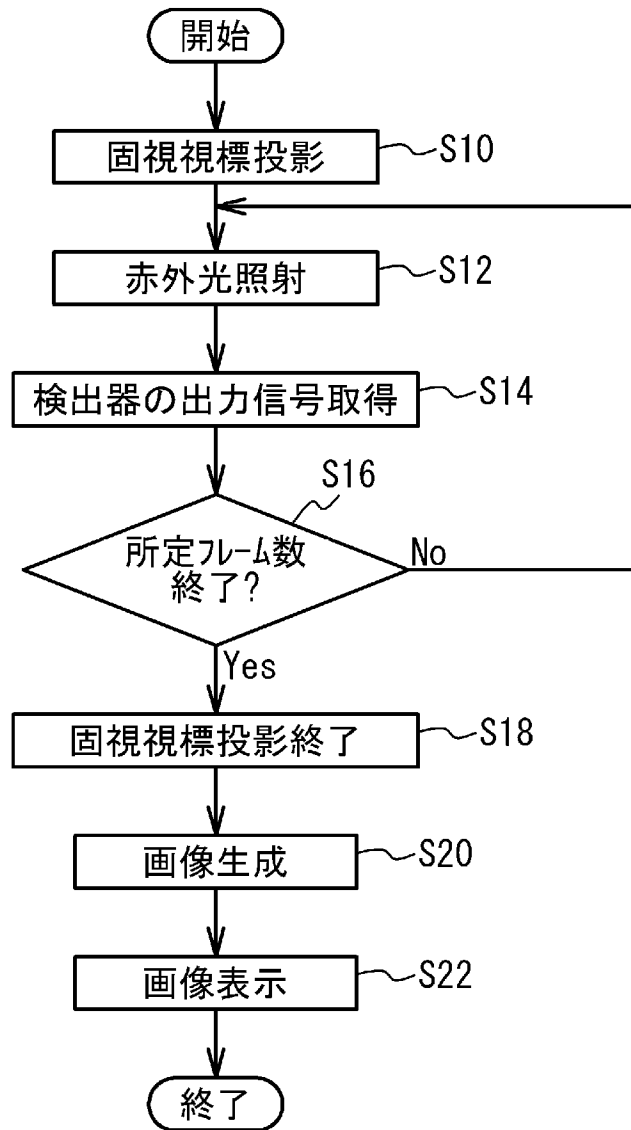 開始
固視視標投影
S10
赤外光照射
S12
検出器の出力信号取得
S14
S16
所定フレーム数
終了?
No
Yes
固視視標投影終了
S18
画像生成
S20
画像表示
S22
終了